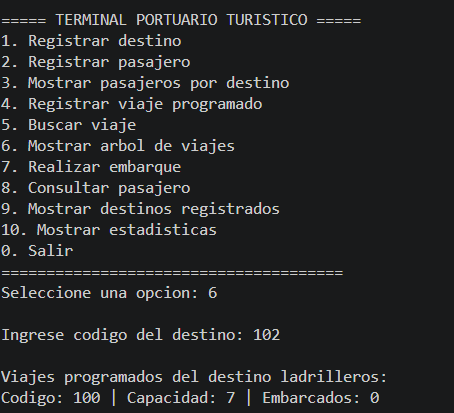 ===== TERMINAL PORTUARIO TURISTICO =====
1. Registrar destino
2. Registrar pasajero
3. Mostrar pasajeros por destino
4. Registrar viaje programado
5. Buscar viaje
6. Mostrar arbol de viajes
7. Realizar embarque
8. Consultar pasajero
9. Mostrar destinos registrados
10. Mostrar estadisticas
0. Salir
======================================
Seleccione una opcion: 6
Ingrese codigo del destino: 102
Viajes programados del destino ladrilleros:
Codigo: 100 | Capacidad: 7 | Embarcados: 0